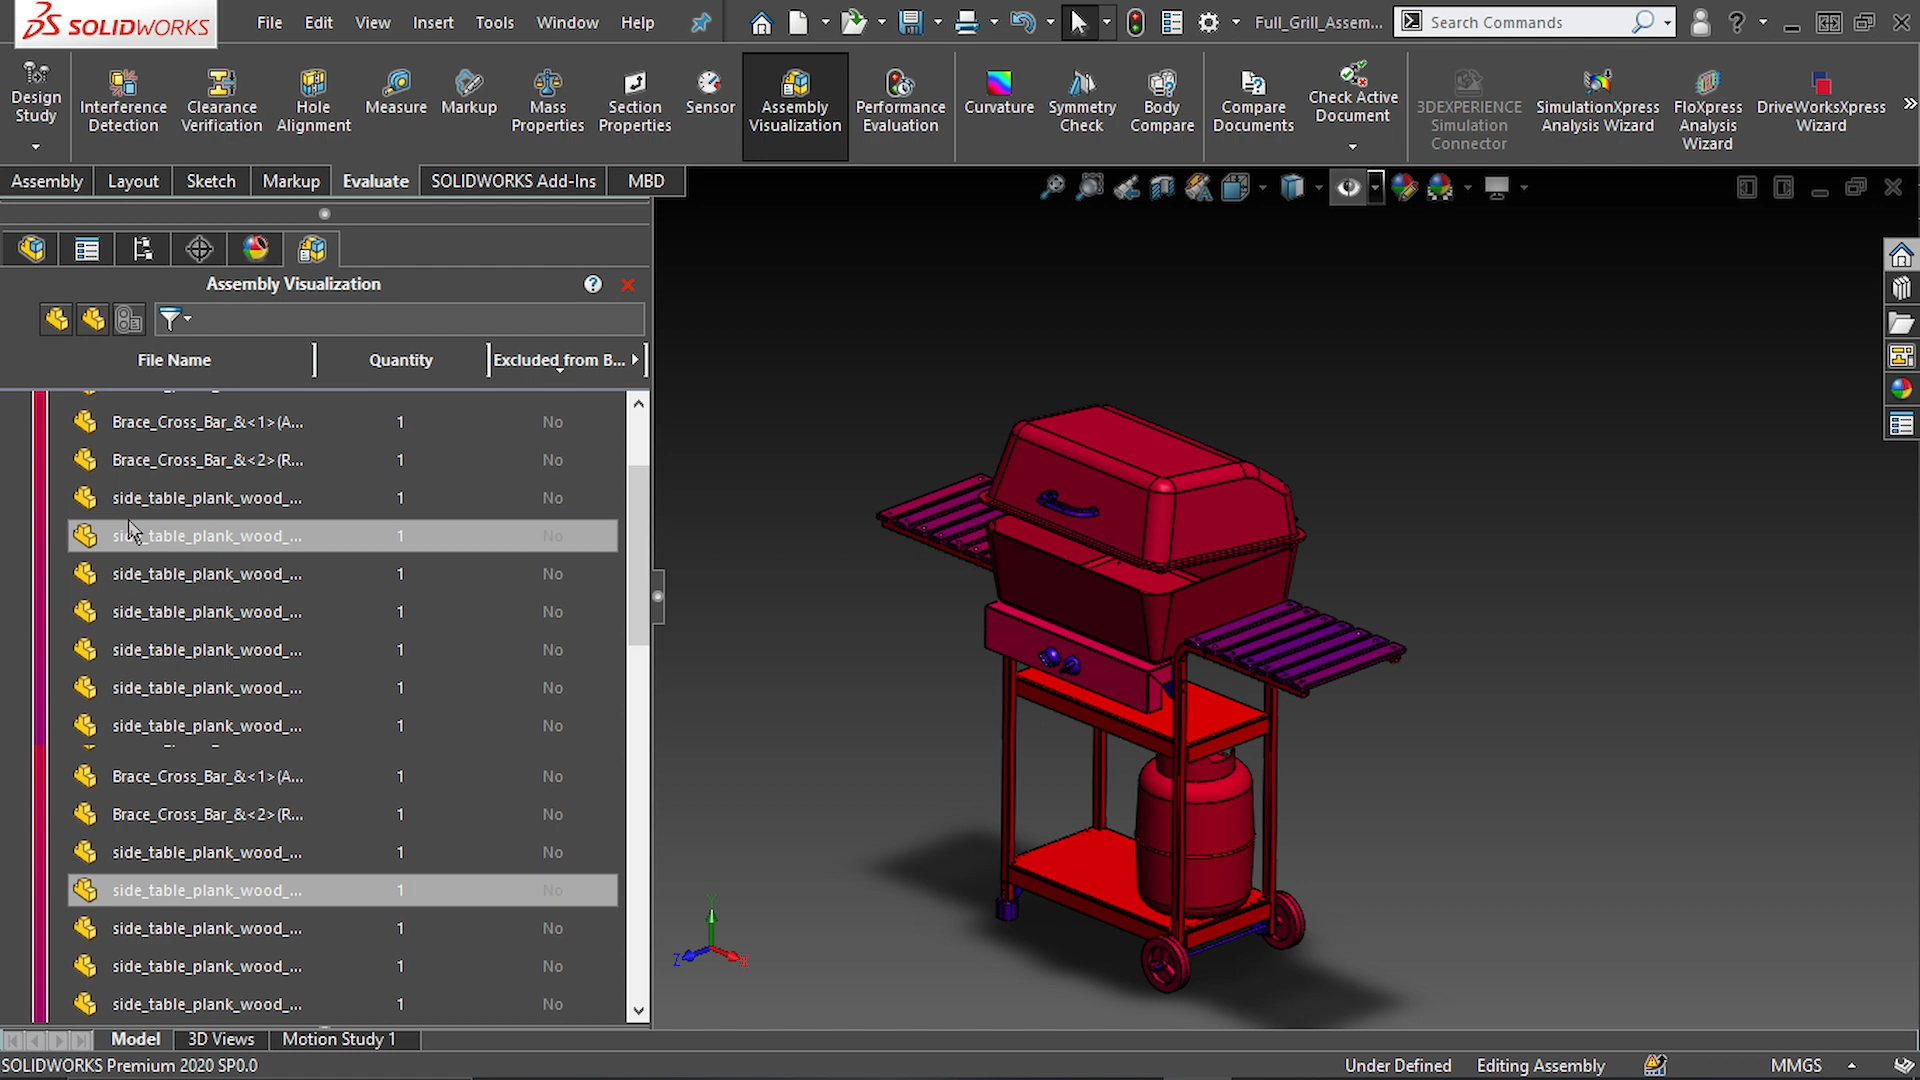 SOLIDWORKS File Edit View Insert Tools Window Help Full_Grill_Assem... Search Commands ?
Design Study
Interference Detection
Clearance Verification
Hole Alignment
Measure
Markup
Mass Properties
Section Properties
Sensor
Assembly Visualization
Performance Evaluation
Curvature
Symmetry Check
Body Compare
Compare Documents
Check Active Document
3DEXPERIENCE Simulation Connector
SimulationXpress Analysis Wizard
FloXpress Analysis Wizard
DriveWorksXpress Wizard
Assembly Layout Sketch Markup Evaluate SOLIDWORKS Add-Ins MBD
Assembly Visualization ?
File Name Quantity Excluded from B...
Brace_Cross_Bar_&<1>(A... 1 No
Brace_Cross_Bar_&<2>(R... 1 No
side_table_plank_wood_... 1 No
side_table_plank_wood_... 1 No
side_table_plank_wood_... 1 No
side_table_plank_wood_... 1 No
side_table_plank_wood_... 1 No
side_table_plank_wood_... 1 No
side_table_plank_wood_... 1 No
Brace_Cross_Bar_&<1>(A... 1 No
Brace_Cross_Bar_&<2>(R... 1 No
side_table_plank_wood_... 1 No
side_table_plank_wood_... 1 No
side_table_plank_wood_... 1 No
side_table_plank_wood_... 1 No
side_table_plank_wood_... 1 No
Y
Z X
Model 3D Views Motion Study 1
SOLIDWORKS Premium 2020 SP0.0 Under Defined Editing Assembly MMGS